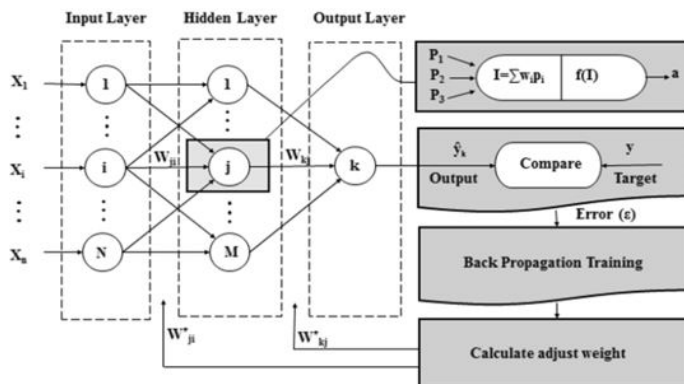 Input Layer
Hidden Layer
Output Layer
X1
Xi
Xn
1
i
N
Wji
1
j
M
Wkj
k
P1
P2
P3
I=∑wipi
f(I)
a
ŷk
Output
Compare
y
Target
Error (ε)
Back Propagation Training
Calculate adjust weight
W*ji
W*kj